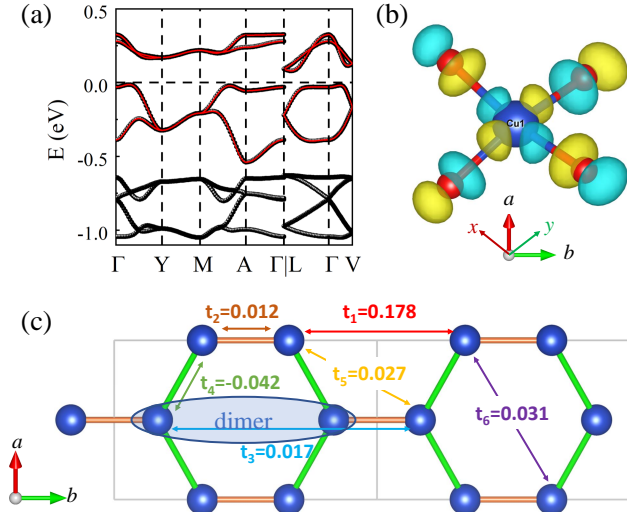 (a)
0.5
0.0
-0.5
-1.0
E (eV)
Γ Y M A Γ|L Γ V
(b)
Cu1
a
x
y
b
(c)
t₂=0.012
t₁=0.178
t₄=-0.042
t₅=0.027
dimer
t₆=0.031
t₃=0.017
a
b